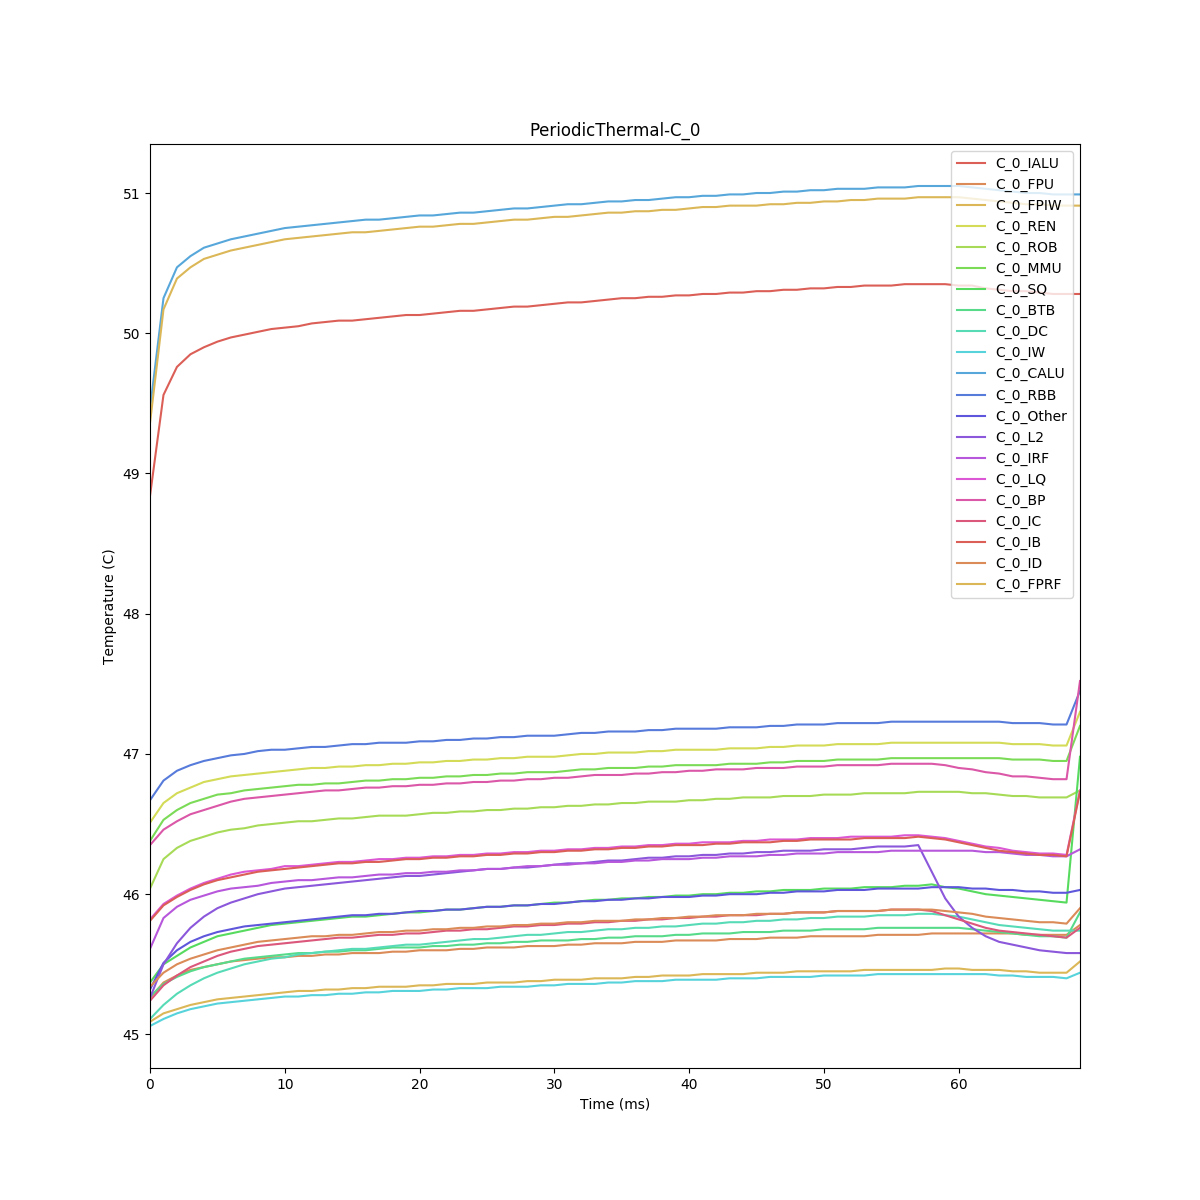 PeriodicThermal-C_0
C_0_IALU
C_0_FPU
C_0_FPIW
C_0_REN
C_0_ROB
C_0_MMU
C_0_SQ
C_0_BTB
C_0_DC
C_0_IW
C_0_CALU
C_0_RBB
C_0_Other
C_0_L2
C_0_IRF
C_0_LQ
C_0_BP
C_0_IC
C_0_IB
C_0_ID
C_0_FPRF
51
50
49
48
47
46
45
Temperature (C)
0 10 20 30 40 50 60
Time (ms)